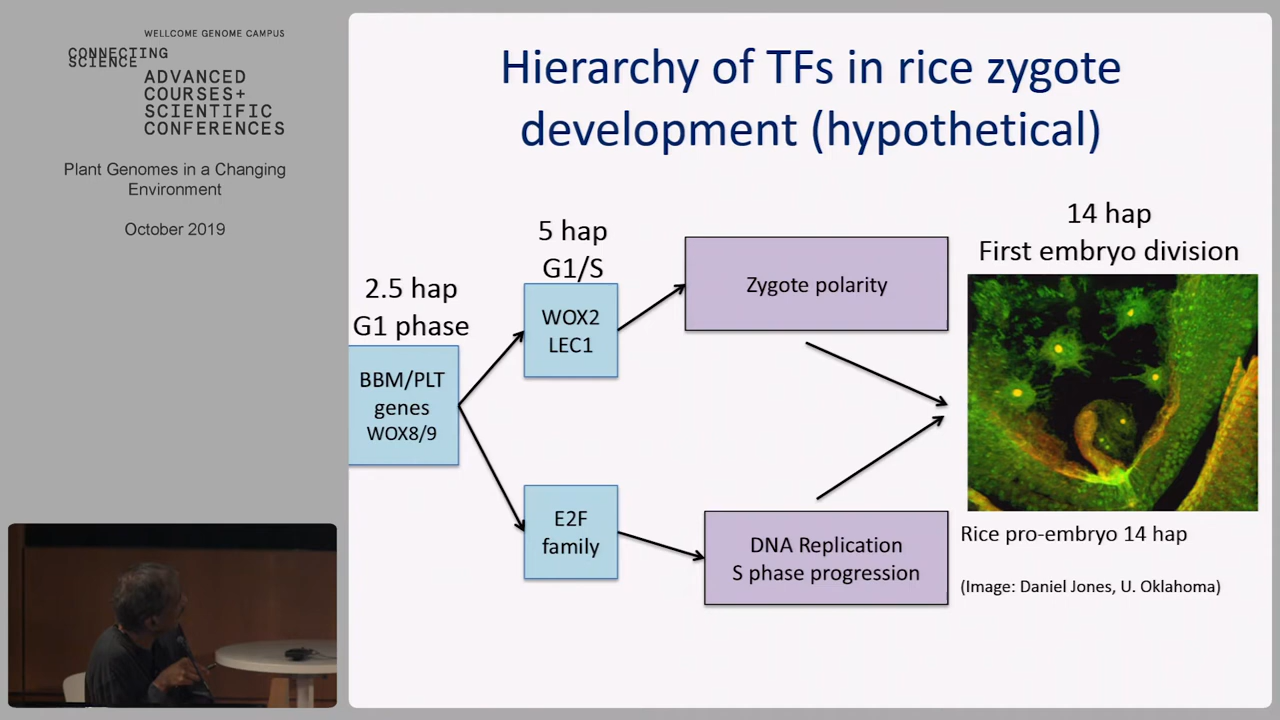 WELLCOME GENOME CAMPUS
CONNECTING
SCIENCE
ADVANCED
COURSES+
SCIENTIFIC
CONFERENCES
Plant Genomes in a Changing
Environment
October 2019
Hierarchy of TFs in rice zygote
development (hypothetical)
2.5 hap
G1 phase
BBM/PLT
genes
WOX8/9
5 hap
G1/S
WOX2
LEC1
E2F
family
Zygote polarity
DNA Replication
S phase progression
14 hap
First embryo division
Rice pro-embryo 14 hap
(Image: Daniel Jones, U. Oklahoma)